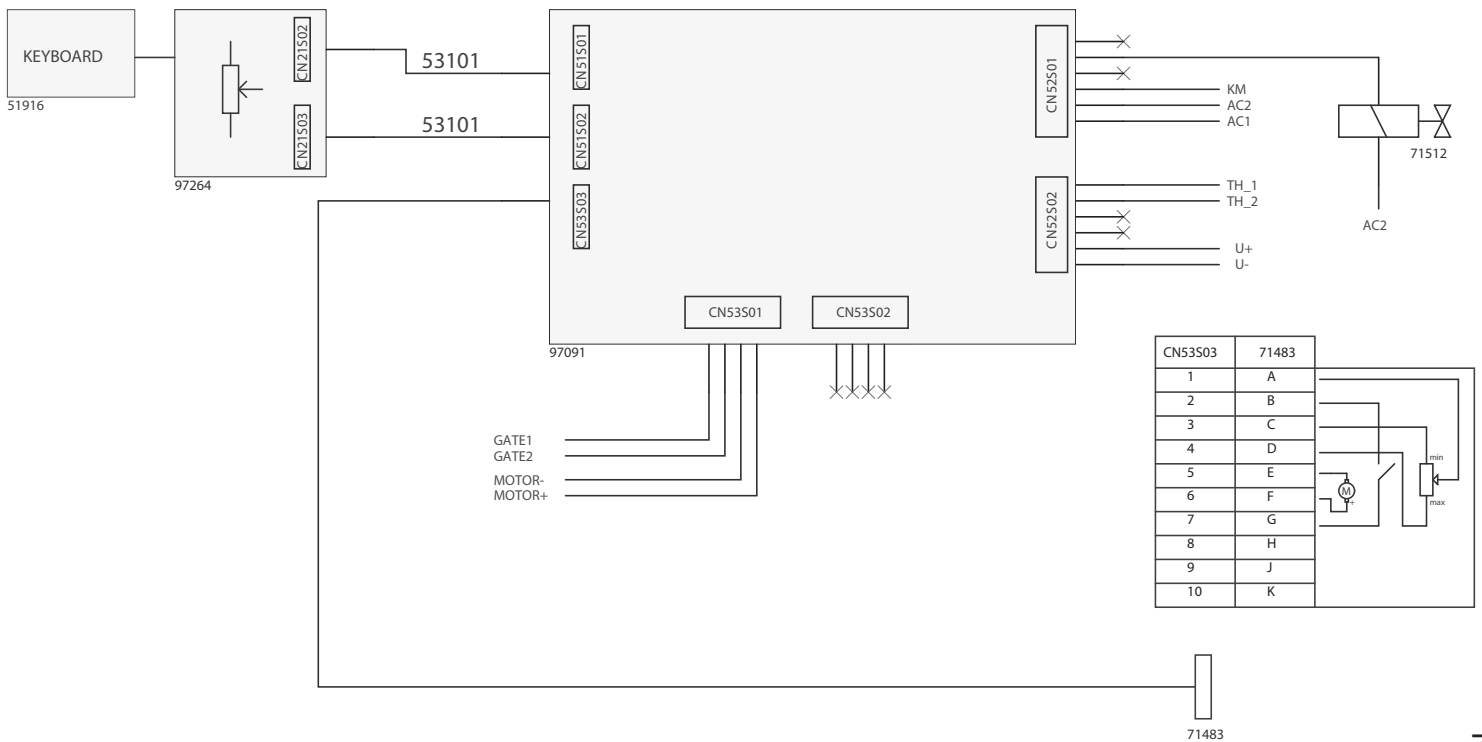 KEYBOARD
51916
CN21S02
CN21S03
97264
53101
53101
CN51S01
CN51S02
CN53S03
CN52S01
CN52S02
CN53S01
CN53S02
97091
KM
AC2
AC1
71512
AC2
TH_1
TH_2
U+
U-
GATE1
GATE2
MOTOR-
MOTOR+
CN53S03 71483
1 A
2 B
3 C
4 D
5 E
6 F
7 G
8 H
9 J
10 K
M
+
min
max
71483